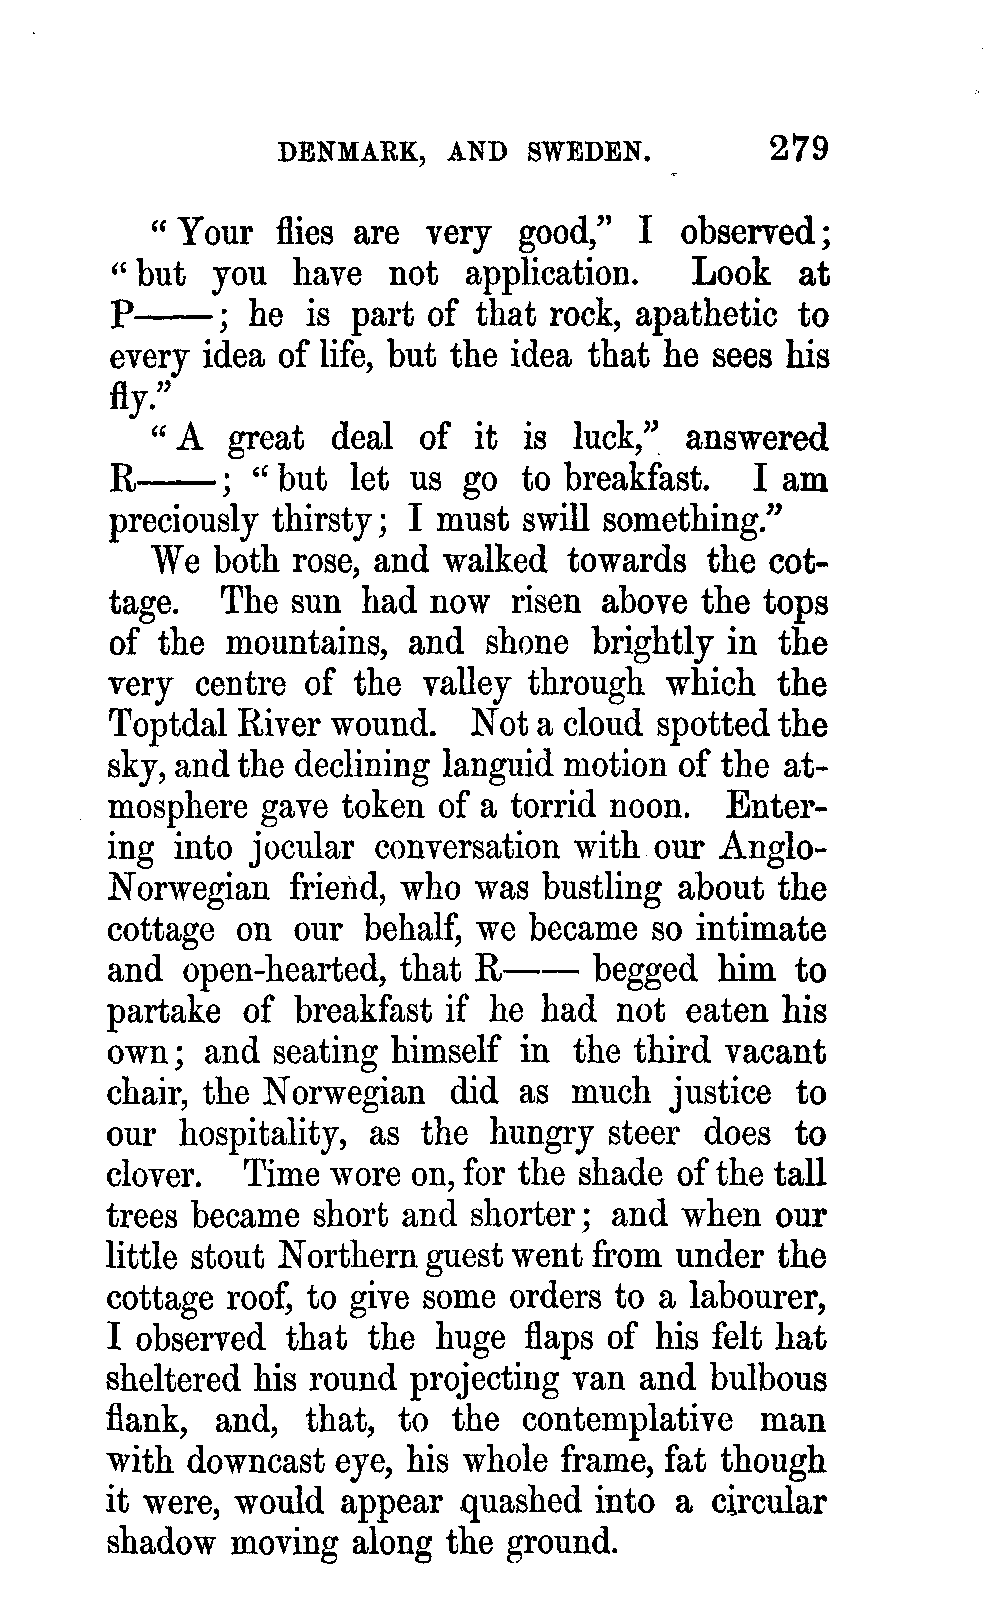 DENMARK, AND SWEDEN. 279
“Your flies are very good,” I observed;
“but you have not application. Look at
P——; he is part of that rock, apathetic to
every idea of life, but the idea that he sees his
fly.”
“A great deal of it is luck,” answered
R——; “but let us go to breakfast. I am
preciously thirsty; I must swill something.”
We both rose, and walked towards the cot-
tage. The sun had now risen above the tops
of the mountains, and shone brightly in the
very centre of the valley through which the
Toptdal River wound. Not a cloud spotted the
sky, and the declining languid motion of the at-
mosphere gave token of a torrid noon. Enter-
ing into jocular conversation with our Anglo-
Norwegian friend, who was bustling about the
cottage on our behalf, we became so intimate
and open-hearted, that R—— begged him to
partake of breakfast if he had not eaten his
own; and seating himself in the third vacant
chair, the Norwegian did as much justice to
our hospitality, as the hungry steer does to
clover. Time wore on, for the shade of the tall
trees became short and shorter; and when our
little stout Northern guest went from under the
cottage roof, to give some orders to a labourer,
I observed that the huge flaps of his felt hat
sheltered his round projecting van and bulbous
flank, and, that, to the contemplative man
with downcast eye, his whole frame, fat though
it were, would appear quashed into a circular
shadow moving along the ground.